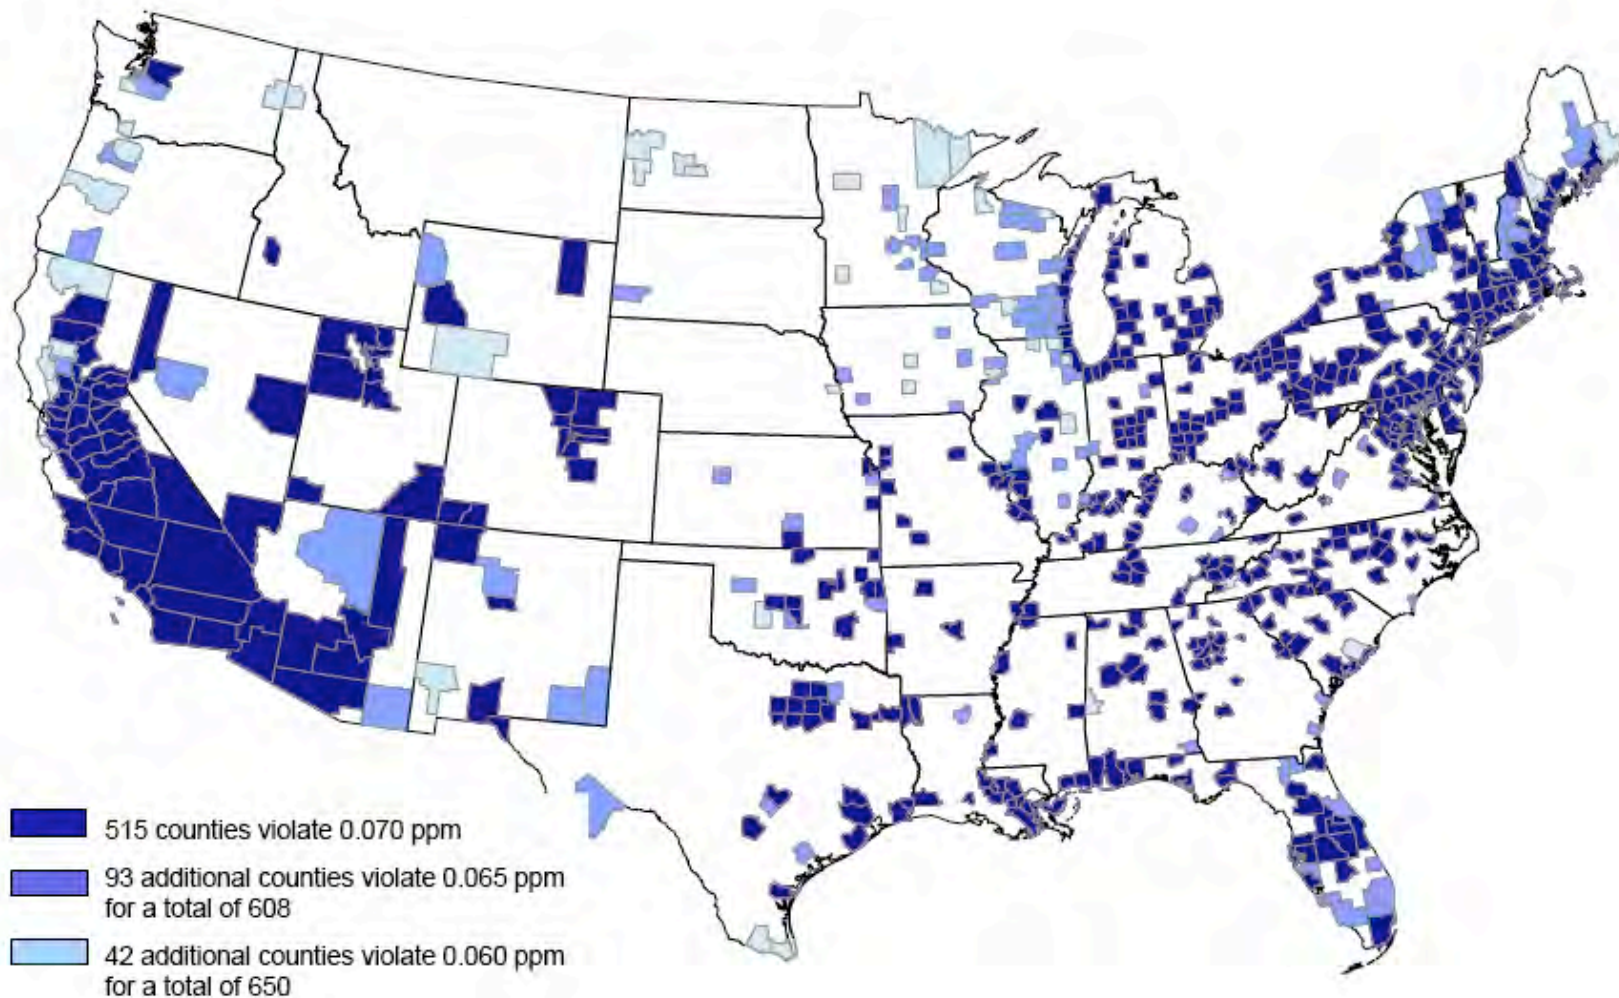 515 counties violate 0.070 ppm
93 additional counties violate 0.065 ppm
for a total of 608
42 additional counties violate 0.060 ppm
for a total of 650